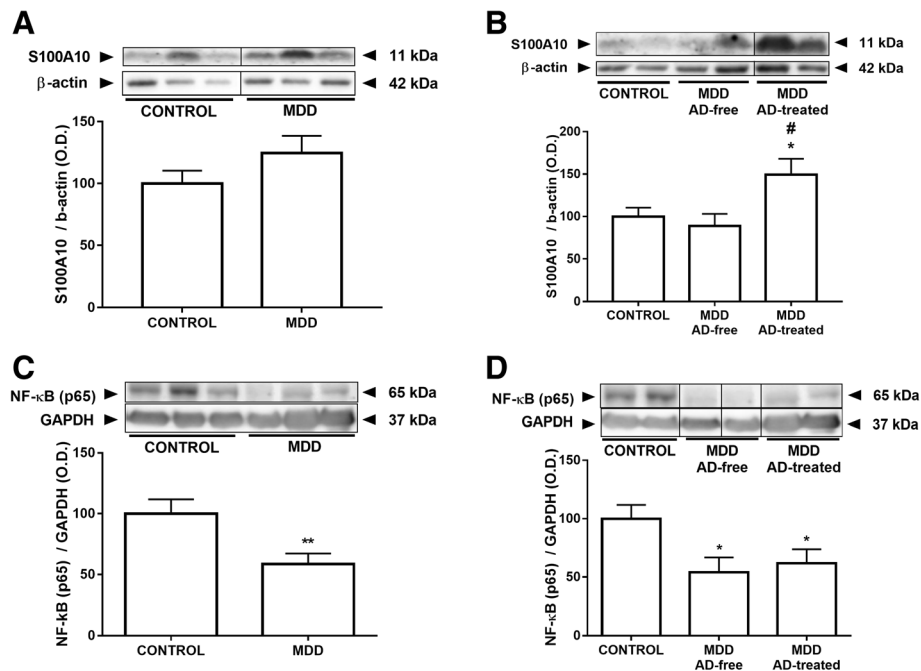 A
S100A10 ► ◄ 11 kDa
β-actin ► ◄ 42 kDa
CONTROL MDD
S100A10 / b-actin (O.D.)
150
100
50
0
CONTROL MDD
B
S100A10 ► ◄ 11 kDa
β-actin ► ◄ 42 kDa
CONTROL MDD MDD
AD-free AD-treated
S100A10 / b-actin (O.D.)
200
150
100
50
0
#
*
CONTROL MDD MDD
AD-free AD-treated
C
NF-κB (p65) ► ◄ 65 kDa
GAPDH ► ◄ 37 kDa
CONTROL MDD
NF-kB (p65) / GAPDH (O.D.)
150
100
50
0
**
CONTROL MDD
D
NF-κB (p65) ► ◄ 65 kDa
GAPDH ► ◄ 37 kDa
CONTROL MDD MDD
AD-free AD-treated
NF-κB (p65) / GAPDH (O.D.)
150
100
50
0
* *
CONTROL MDD MDD
AD-free AD-treated